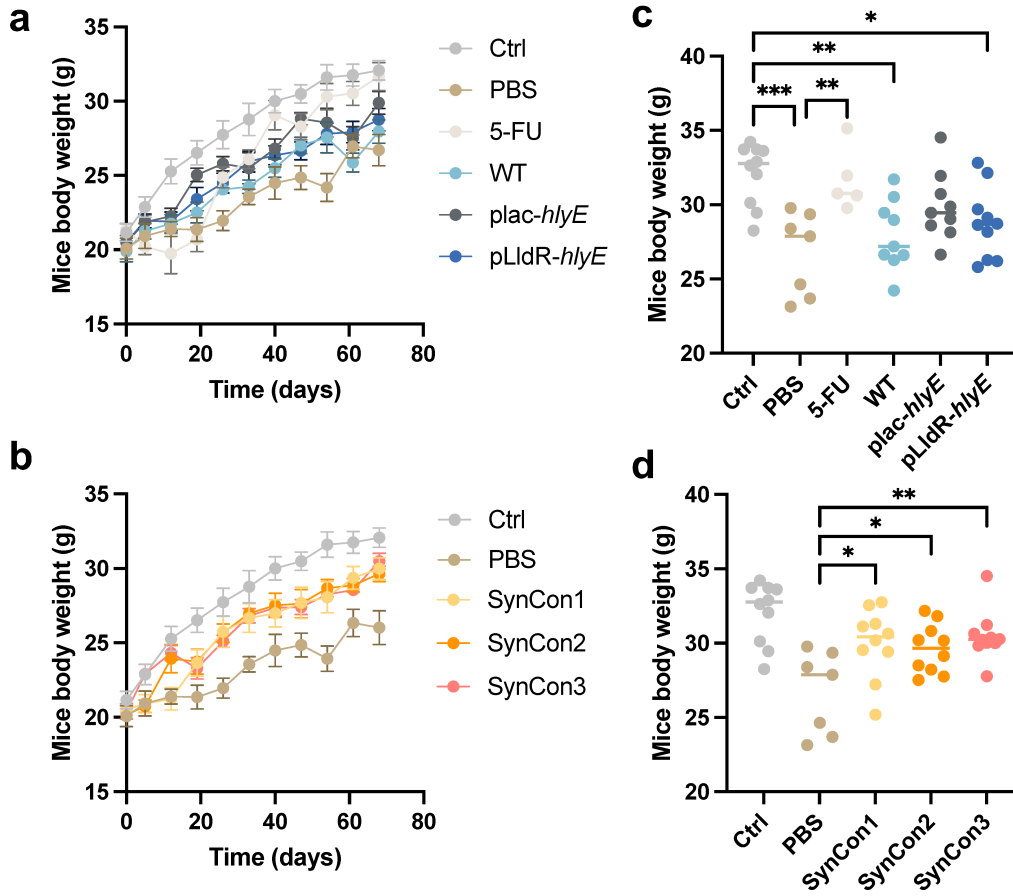 a
Mice body weight (g)
35
30
25
20
15
0
20
40
60
80
Time (days)
Ctrl
PBS
5-FU
WT
plac-hlyE
pLldR-hlyE
c
Mice body weight (g)
40
35
30
25
20
*
**
***
**
Ctrl
PBS
5-FU
WT
plac-hlyE
pLldR-hlyE
b
Mice body weight (g)
35
30
25
20
15
0
20
40
60
80
Time (days)
Ctrl
PBS
SynCon1
SynCon2
SynCon3
d
Mice body weight (g)
40
35
30
25
20
**
*
*
Ctrl
PBS
SynCon1
SynCon2
SynCon3